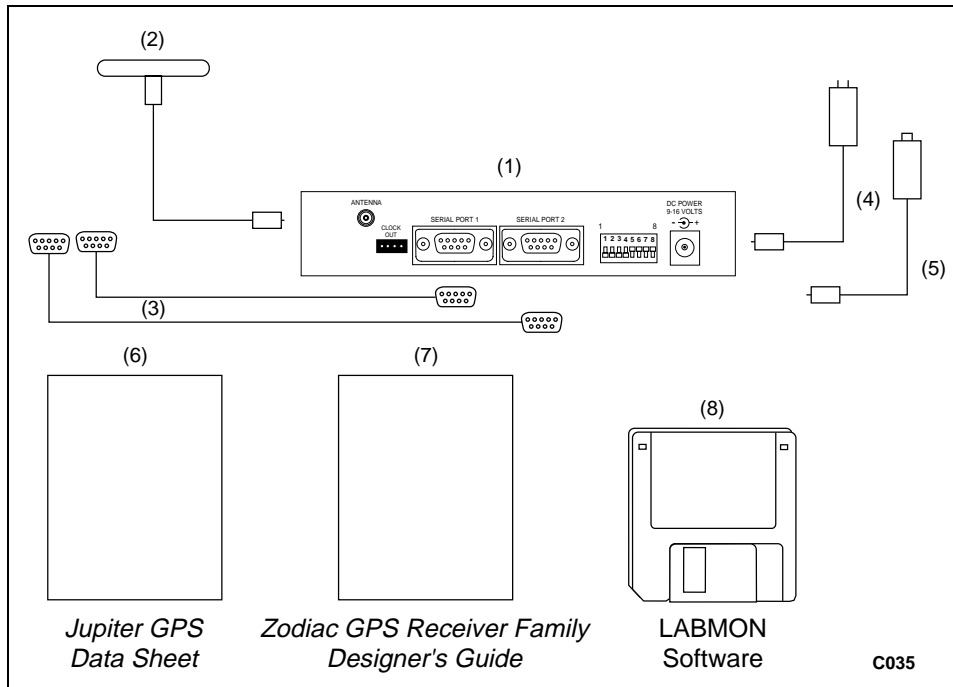 (2)
(1)
(4)
(5)
ANTENNA
CLOCK
OUT
SERIAL PORT 1
SERIAL PORT 2
1 8
1 2 3 4 5 6 7 8
DC POWER
9-16 VOLTS
- +
(3)
(6)
(7)
(8)
Jupiter GPS
Data Sheet
Zodiac GPS Receiver Family
Designer's Guide
LABMON
Software
C035